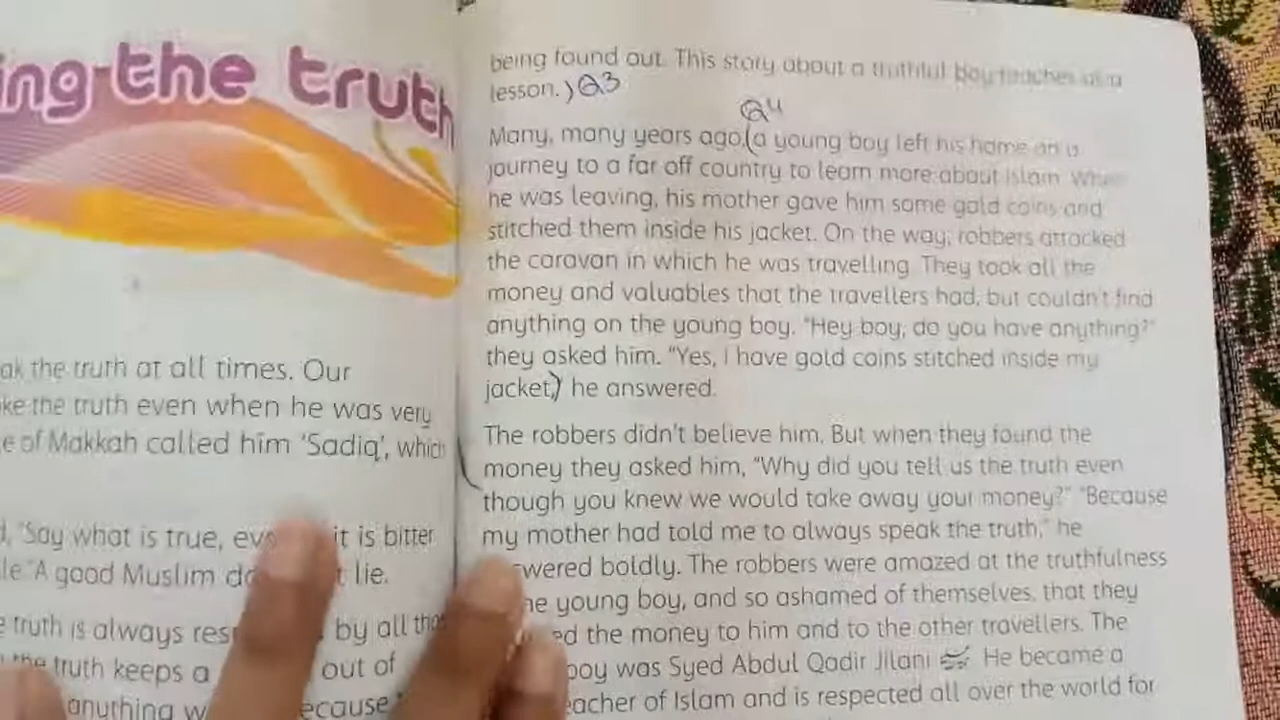 ing the truth
ak the truth at all times. Our
ke the truth even when he was very
e of Makkah called him 'Sadiq', which
d, "Say what is true, it is bitter
le "A good Muslim lie.
e truth is always by all
the truth keeps a out of
anything
being found out. This story about a truthful boy teaches us a
lesson.) Q3
Q4
Many, many years ago, (a young boy left his home on a
journey to a far off country to learn more about Islam. When
he was leaving, his mother gave him some gold coins and
stitched them inside his jacket. On the way, robbers attacked
the caravan in which he was travelling. They took all the
money and valuables that the travellers had, but couldn't find
anything on the young boy. "Hey boy, do you have anything?"
they asked him. "Yes, I have gold coins stitched inside my
jacket,) he answered.
The robbers didn't believe him. But when they found the
money they asked him, "Why did you tell us the truth even
though you knew we would take away your money?" "Because
my mother had told me to always speak the truth," he
swered boldly. The robbers were amazed at the truthfulness
he young boy, and so ashamed of themselves, that they
ed the money to him and to the other travellers. The
boy was Syed Abdul Qadir Jilani He became a
eacher of Islam and is respected all over the world for